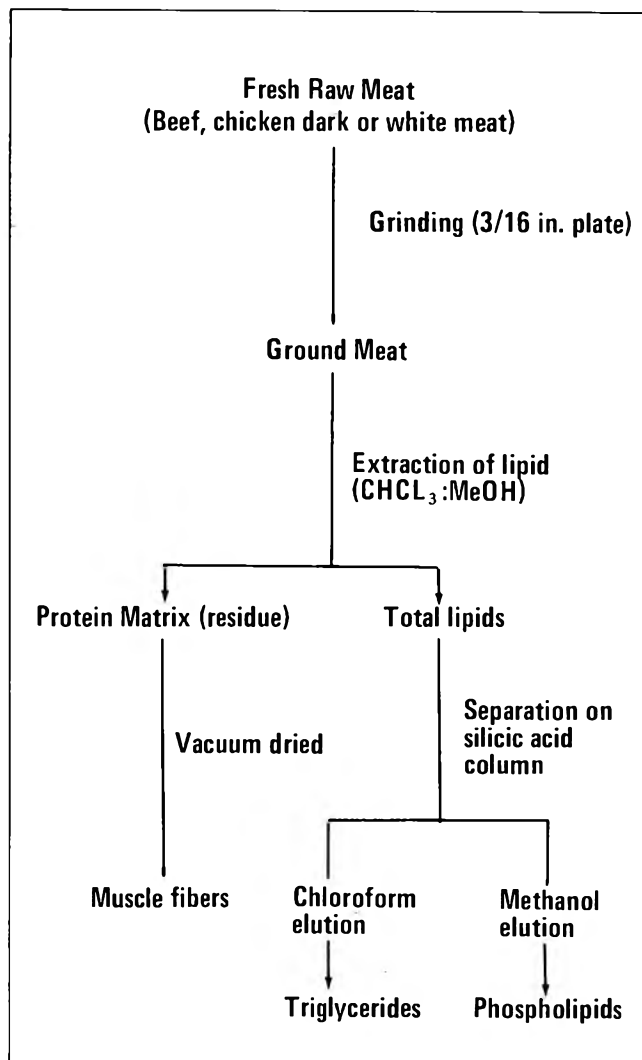 Fresh Raw Meat
(Beef, chicken dark or white meat)
Grinding (3/16 in. plate)
Ground Meat
Extraction of lipid
(CHCL₃:MeOH)
Protein Matrix (residue)
Total lipids
Vacuum dried
Separation on
silicic acid
column
Muscle fibers
Chloroform
elution
Methanol
elution
Triglycerides
Phospholipids